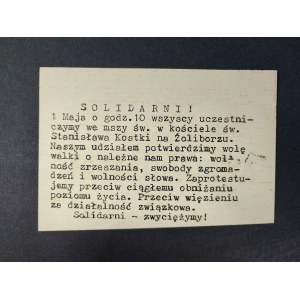 SOLIDARNI!
1 Maja o godz.10 wszyscy uczestni-
czymy we mszy św. w kościele św.
Stanisława Kostki na Żoliborzu.
Naszym udziałem potwierdzimy wolę
walki o należne nam prawa: wol-
ność zrzeszania, swobody zgroma-
dzeń i wolności słowa. Zaprotestu-
jemy przeciw ciągłemu obniżaniu
poziomu życia. Przeciw więzieniu
za działalność związkowa.
Solidarni - zwyciężymy!